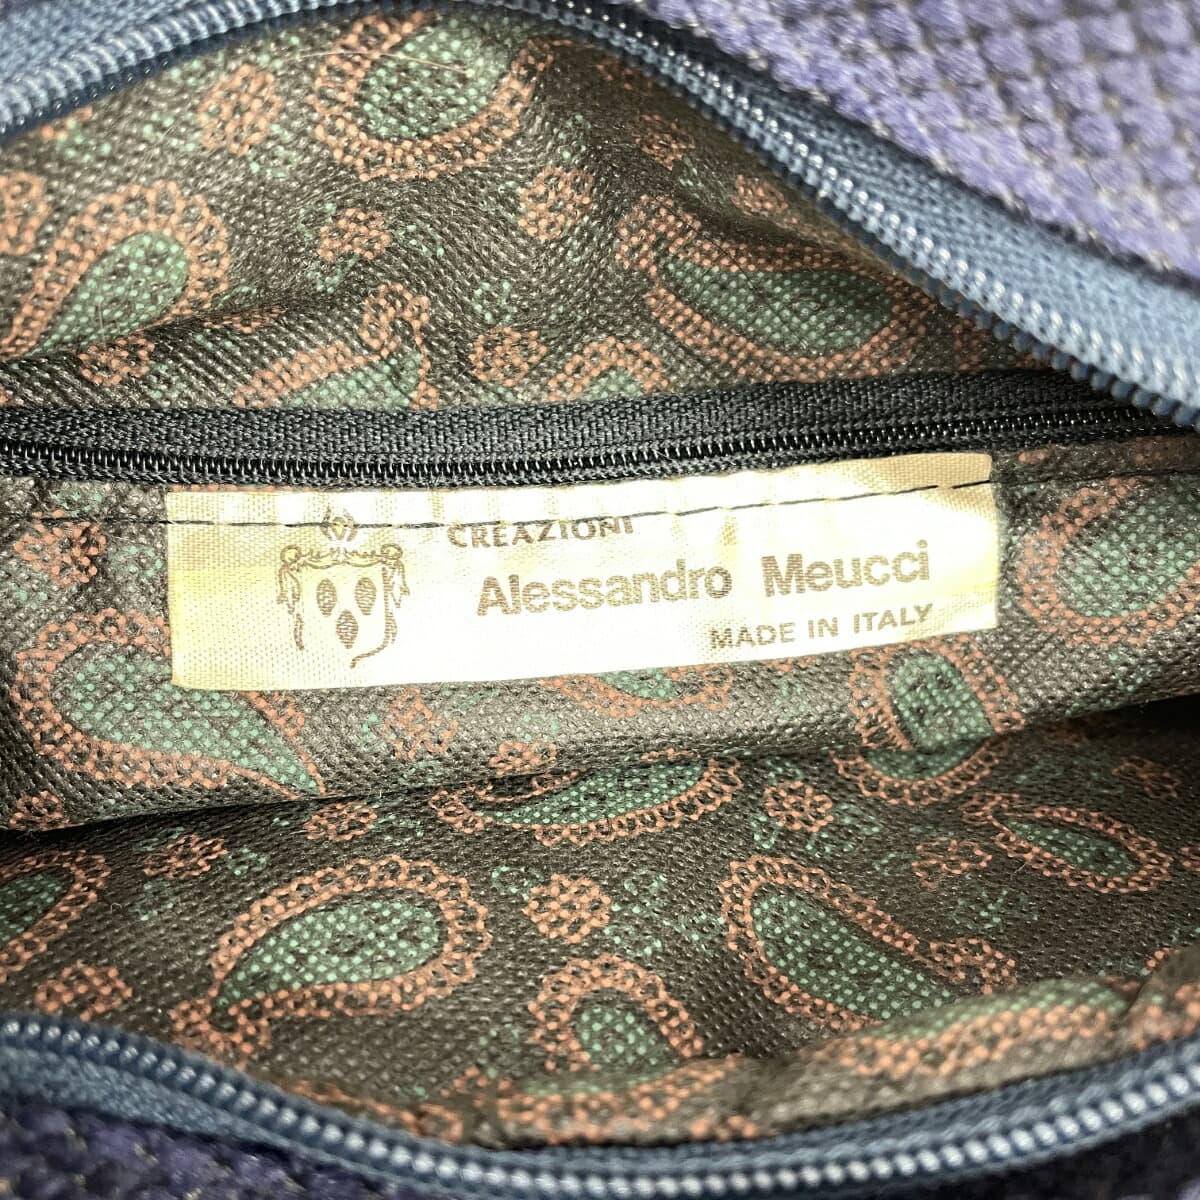 CREAZIONI
Alessandro Meucci
MADE IN ITALY